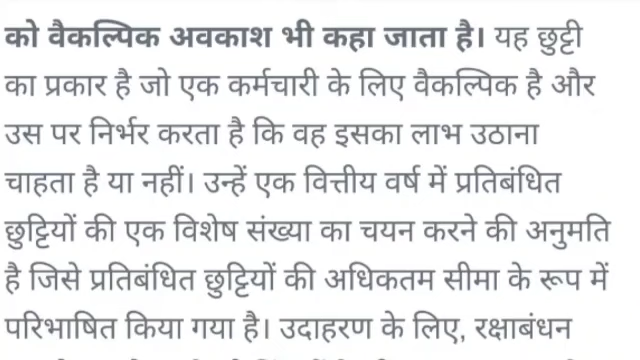 को वैकल्पिक अवकाश भी कहा जाता है। यह छुट्टी
का प्रकार है जो एक कर्मचारी के लिए वैकल्पिक है और
उस पर निर्भर करता है कि वह इसका लाभ उठाना
चाहता है या नहीं। उन्हें एक वित्तीय वर्ष में प्रतिबंधित
छुट्टियों की एक विशेष संख्या का चयन करने की अनुमति
है जिसे प्रतिबंधित छुट्टियों की अधिकतम सीमा के रूप में
परिभाषित किया गया है। उदाहरण के लिए, रक्षाबंधन